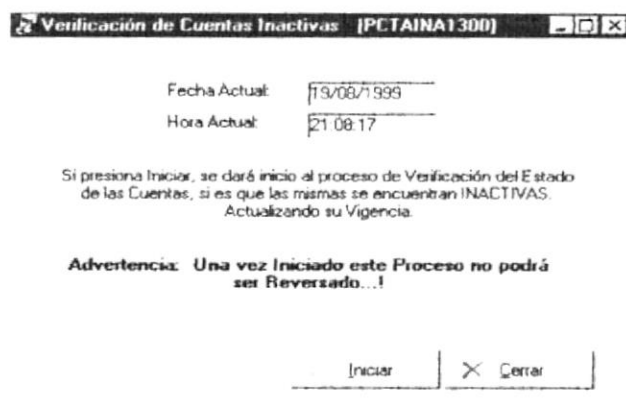 Verificación de Cuentas Inactivas (PCTAINA1300)
Fecha Actual: 19/08/1999
Hora Actual: 21:08:17
Si presiona Iniciar, se dará inicio al proceso de Verificación del Estado
de las Cuentas, si es que las mismas se encuentran INACTIVAS.
Actualizando su Vigencia.
Advertencia: Una vez Iniciado este Proceso no podrá
ser Reversado...!
Iniciar
Cerrar